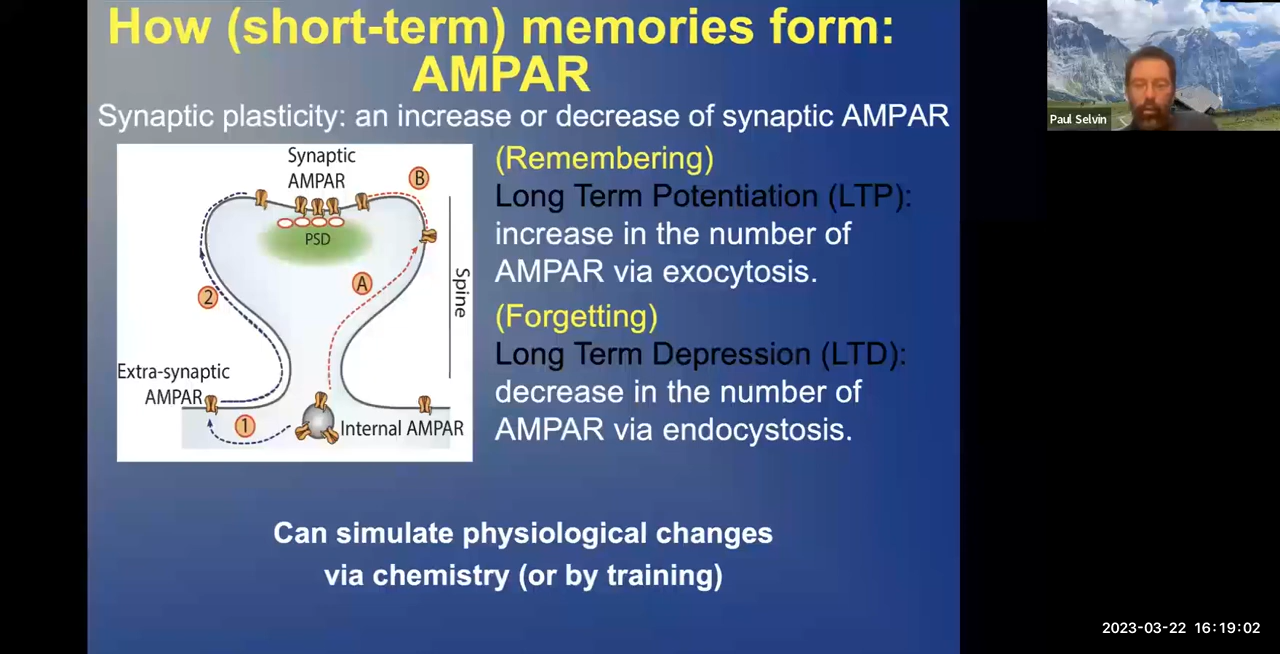 How (short-term) memories form:
AMPAR
Synaptic plasticity: an increase or decrease of synaptic AMPAR
Synaptic
AMPAR
B
PSD
A
2
Spine
Extra-synaptic
AMPAR
1
Internal AMPAR
(Remembering)
Long Term Potentiation (LTP):
increase in the number of
AMPAR via exocytosis.
(Forgetting)
Long Term Depression (LTD):
decrease in the number of
AMPAR via endocystosis.
Can simulate physiological changes
via chemistry (or by training)
Paul Selvin
2023-03-22 16:19:02